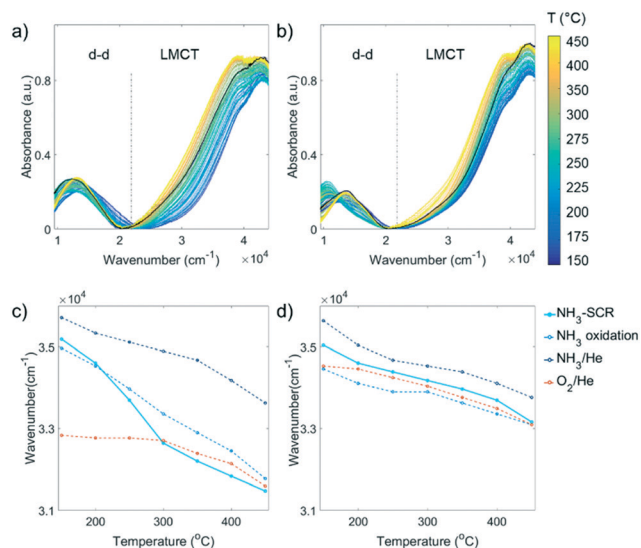 a)
d-d
LMCT
Absorbance (a.u.)
0.8
0.4
0
1
2
3
4
× 10⁴
Wavenumber (cm⁻¹)
b)
d-d
LMCT
Absorbance (a.u.)
0.8
0.4
0
1
2
3
4
× 10⁴
Wavenumber (cm⁻¹)
T (°C)
450
400
350
300
250
225
200
175
150
c)
× 10⁴
3.5
3.3
3.1
Wavenumber(cm⁻¹)
200
300
400
Temperature (°C)
d)
× 10⁴
3.5
3.3
3.1
Wavenumber(cm⁻¹)
200
300
400
Temperature (°C)
NH₃-SCR
NH₃ oxidation
NH₃/He
O₂/He